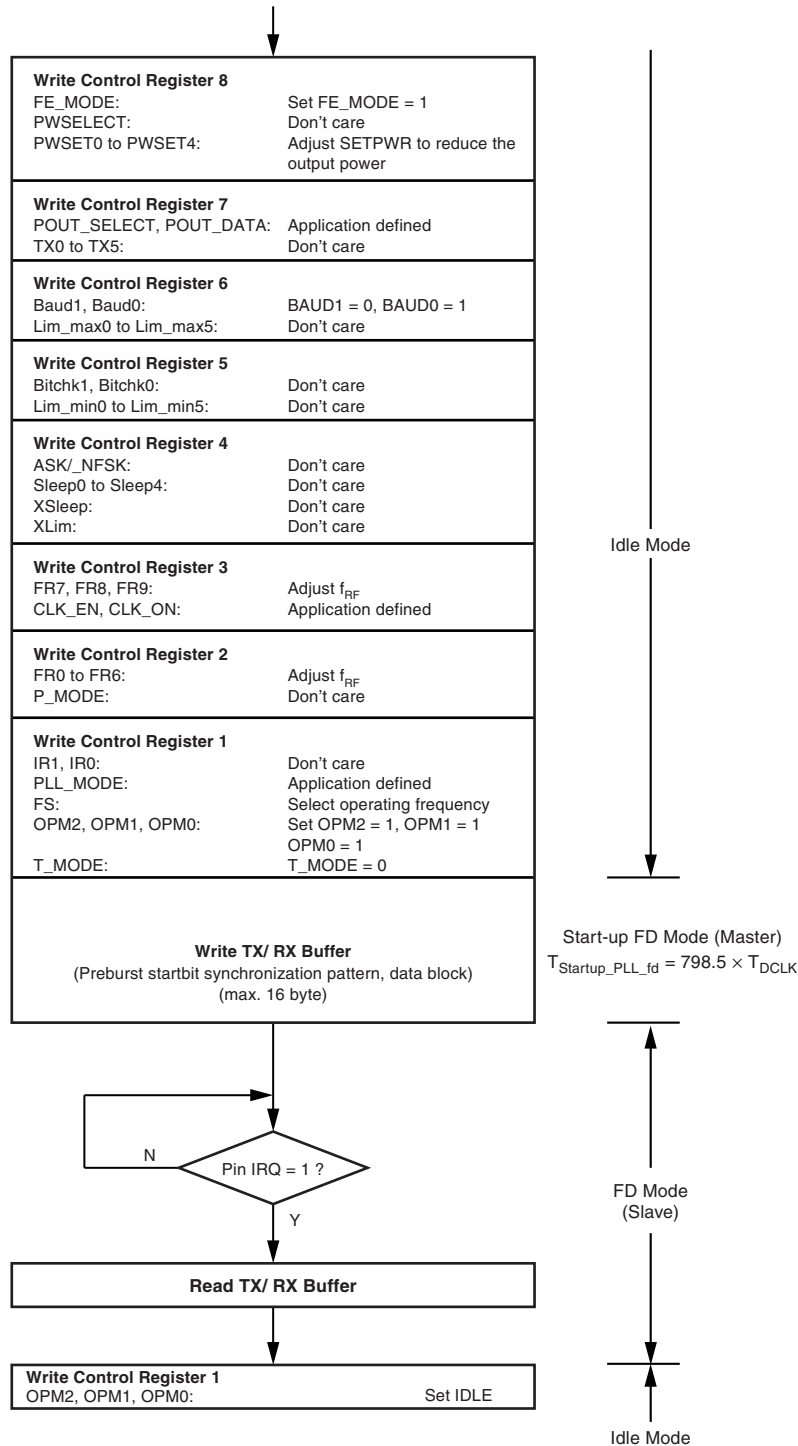 Write Control Register 8
FE_MODE: Set FE_MODE = 1
PWSELECT: Don't care
PWSET0 to PWSET4: Adjust SETPWR to reduce the
output power
Write Control Register 7
POUT_SELECT, POUT_DATA: Application defined
TX0 to TX5: Don't care
Write Control Register 6
Baud1, Baud0: BAUD1 = 0, BAUD0 = 1
Lim_max0 to Lim_max5: Don't care
Write Control Register 5
Bitchk1, Bitchk0: Don't care
Lim_min0 to Lim_min5: Don't care
Write Control Register 4
ASK/_NFSK: Don't care
Sleep0 to Sleep4: Don't care
XSleep: Don't care
XLim: Don't care
Idle Mode
Write Control Register 3
FR7, FR8, FR9: Adjust fRF
CLK_EN, CLK_ON: Application defined
Write Control Register 2
FR0 to FR6: Adjust fRF
P_MODE: Don't care
Write Control Register 1
IR1, IR0: Don't care
PLL_MODE: Application defined
FS: Select operating frequency
OPM2, OPM1, OPM0: Set OPM2 = 1, OPM1 = 1
OPM0 = 1
T_MODE: T_MODE = 0
Write TX/ RX Buffer
(Preburst startbit synchronization pattern, data block)
(max. 16 byte)
Start-up FD Mode (Master)
TStartup_PLL_fd = 798.5 × TDCLK
N
Pin IRQ = 1 ?
Y
FD Mode
(Slave)
Read TX/ RX Buffer
Write Control Register 1
OPM2, OPM1, OPM0: Set IDLE
Idle Mode